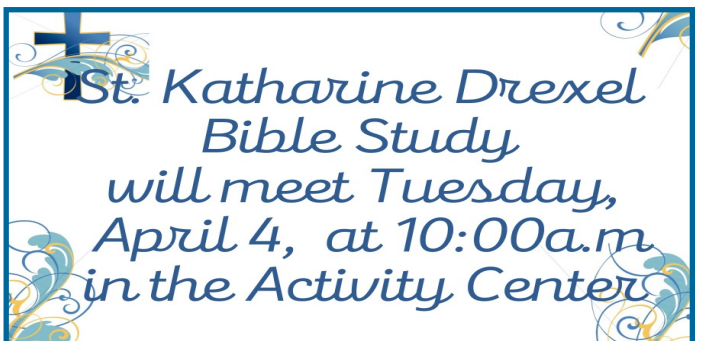 St. Katharine Drexel
Bible Study
will meet Tuesday,
April 4, at 10:00a.m
in the Activity Center